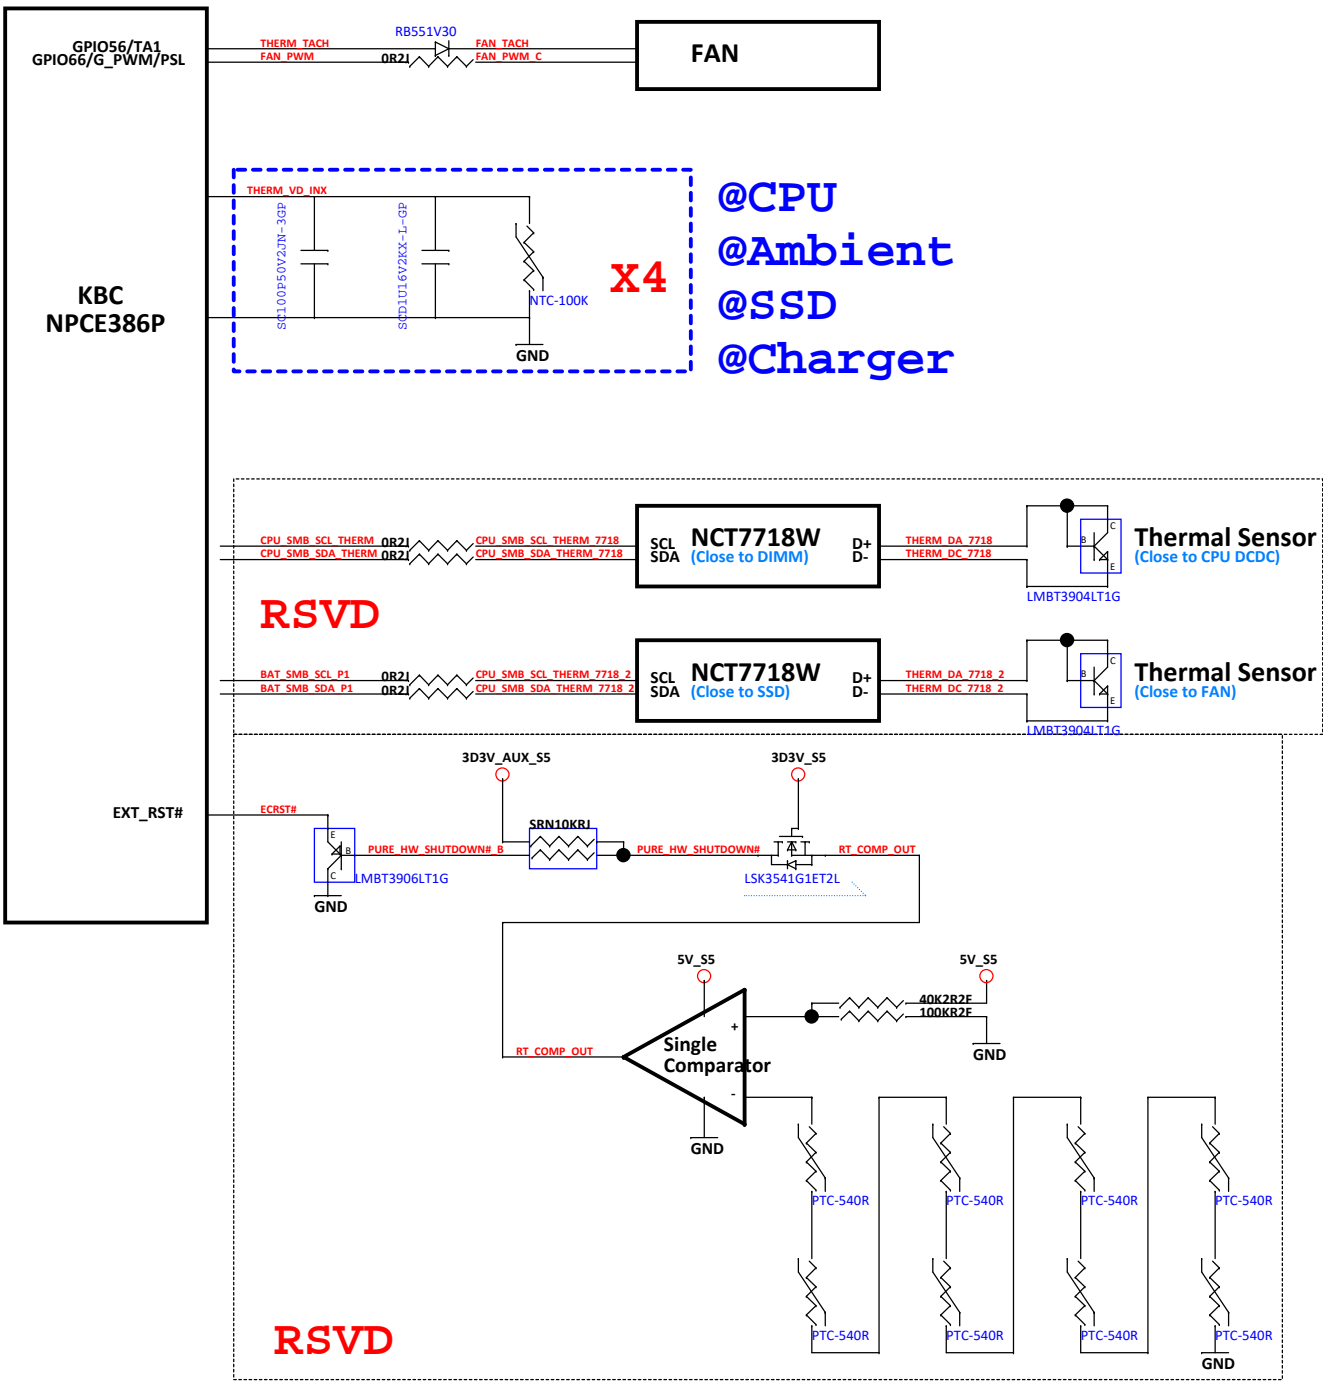 RB551V30
GPIO56/TA1 THERM_TACH FAN_TACH
GPIO66/G_PWM/PSL FAN_PWM 0R2J FAN_PWM_C
FAN
THERM_VD_INX
SC100P50V2JN-3GP
SCD1U16V2KX-L-GP
NTC-100K
X4
GND
@CPU
@Ambient
@SSD
@Charger
KBC
NPCE386P
CPU_SMB_SCL_THERM 0R2J CPU_SMB_SCL_THERM_7718
CPU_SMB_SDA_THERM 0R2J CPU_SMB_SDA_THERM_7718
SCL
SDA
NCT7718W
(Close to DIMM)
D+
D-
THERM_DA_7718
THERM_DC_7718
C
B
E
LMBT3904LT1G
Thermal Sensor
(Close to CPU DCDC)
RSVD
BAT_SMB_SCL_P1 0R2J CPU_SMB_SCL_THERM_7718_2
BAT_SMB_SDA_P1 0R2J CPU_SMB_SDA_THERM_7718_2
SCL
SDA
NCT7718W
(Close to SSD)
D+
D-
THERM_DA_7718_2
THERM_DC_7718_2
C
B
E
LMBT3904LT1G
Thermal Sensor
(Close to FAN)
3D3V_AUX_S5
3D3V_S5
EXT_RST# ECRST#
E
B
C
LMBT3906LT1G
GND
PURE_HW_SHUTDOWN#_B
SRN10KRJ
PURE_HW_SHUTDOWN#
LSK3541G1ET2L
RT_COMP_OUT
5V_S5
5V_S5
40K2R2F
100KR2F
GND
+
Single
Comparator
-
RT_COMP_OUT
GND
PTC-540R PTC-540R PTC-540R PTC-540R
PTC-540R PTC-540R PTC-540R PTC-540R
GND
RSVD